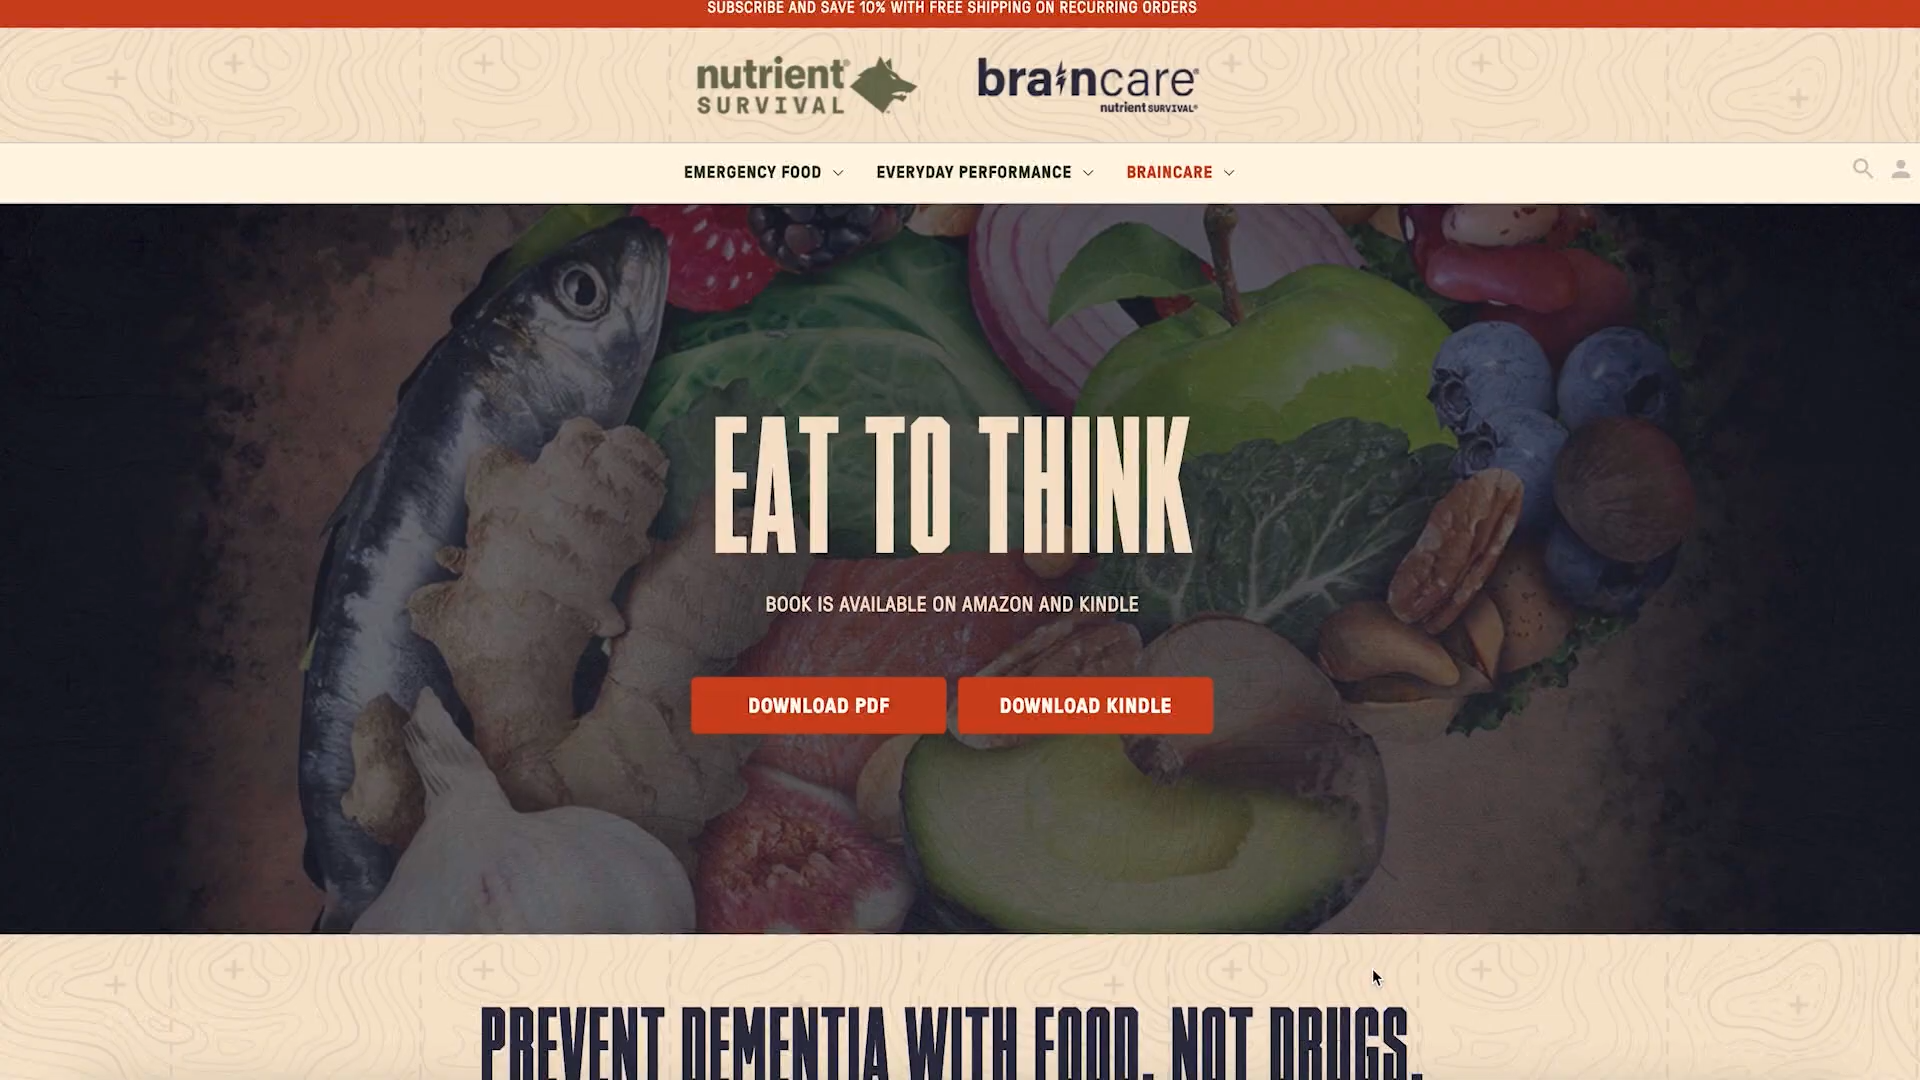 SUBSCRIBE AND SAVE 10% WITH FREE SHIPPING ON RECURRING ORDERS
nutrient®
SURVIVAL
braincare®
nutrient SURVIVAL®
EMERGENCY FOOD
EVERYDAY PERFORMANCE
BRAINCARE
EAT TO THINK
BOOK IS AVAILABLE ON AMAZON AND KINDLE
DOWNLOAD PDF
DOWNLOAD KINDLE
PREVENT DEMENTIA WITH FOOD, NOT DRUGS.